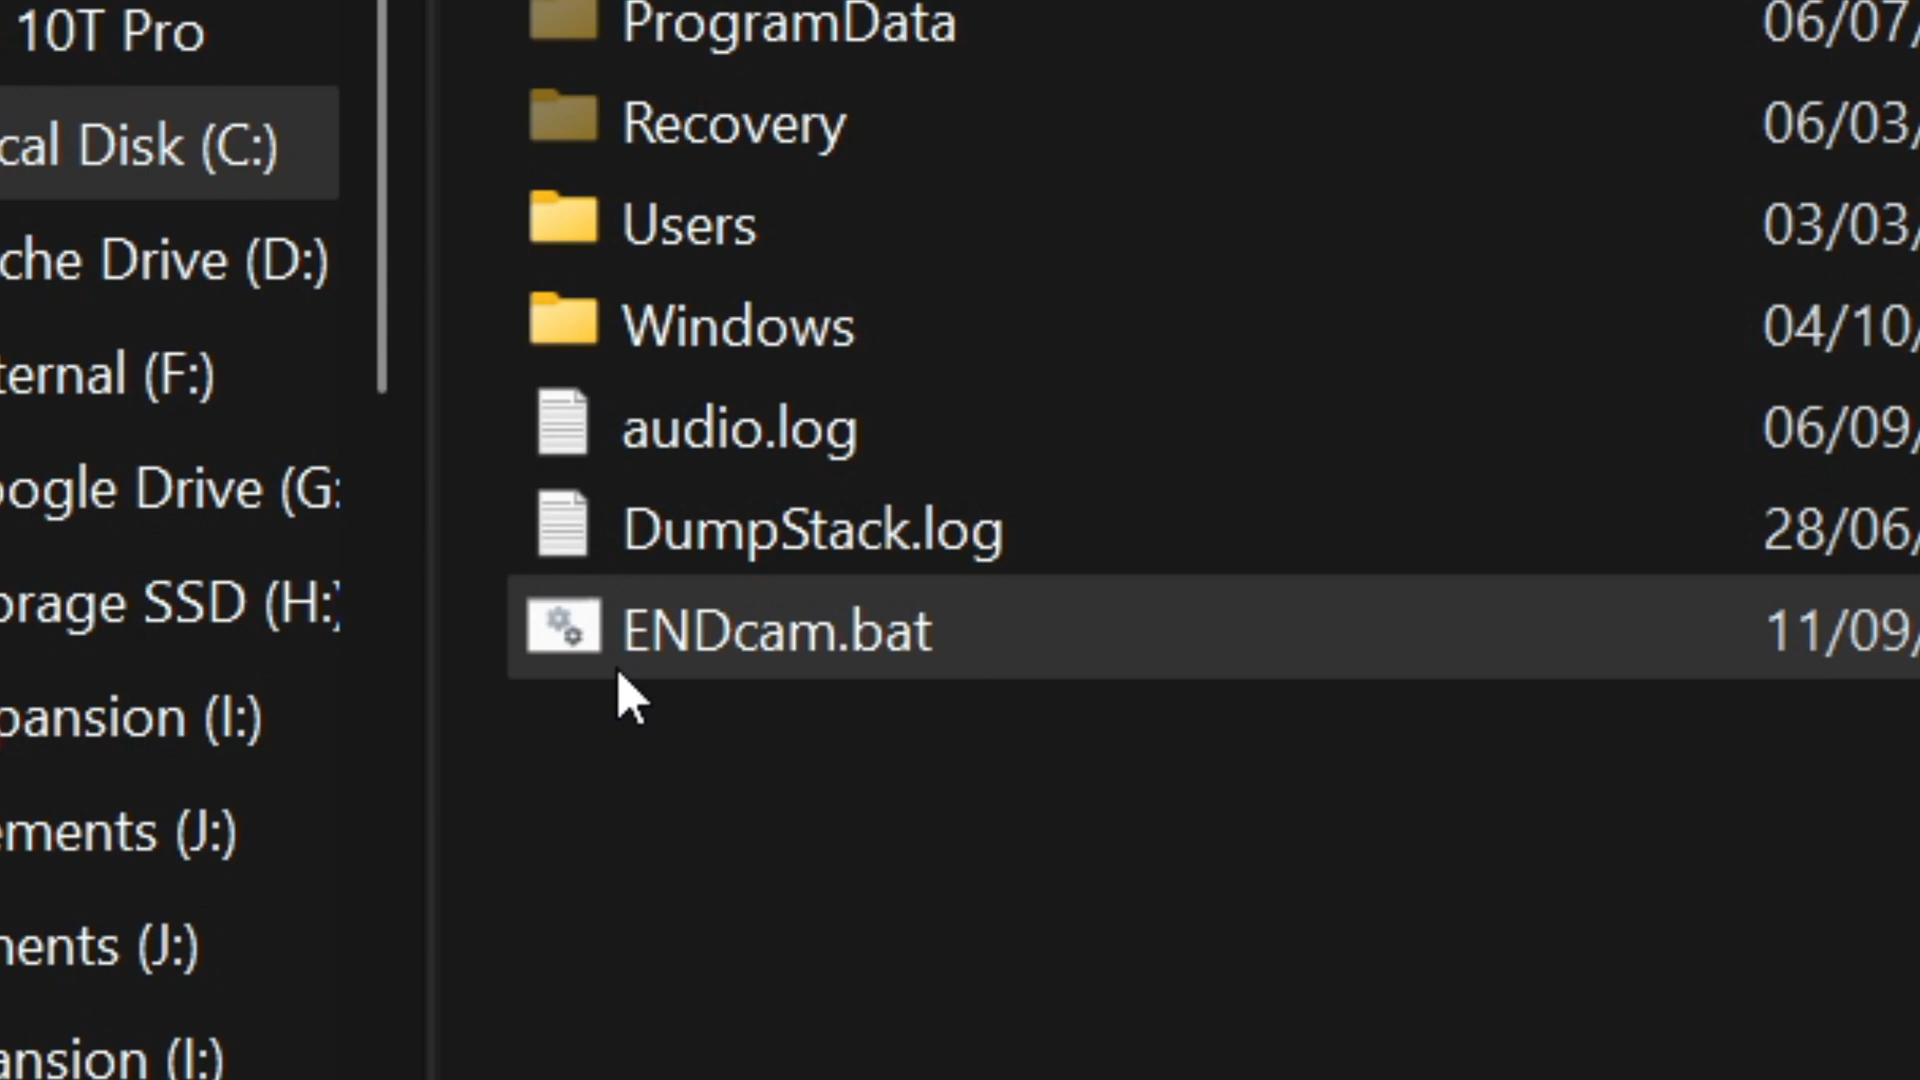 10T Pro
cal Disk (C:)
che Drive (D:)
ternal (F:)
oogle Drive (G:
orage SSD (H:)
pansion (I:)
ements (J:)
nents (J:)
ansion (I:)
ProgramData 06/07/
Recovery 06/03/
Users 03/03/
Windows 04/10/
audio.log 06/09/
DumpStack.log 28/06/
ENDcam.bat 11/09/